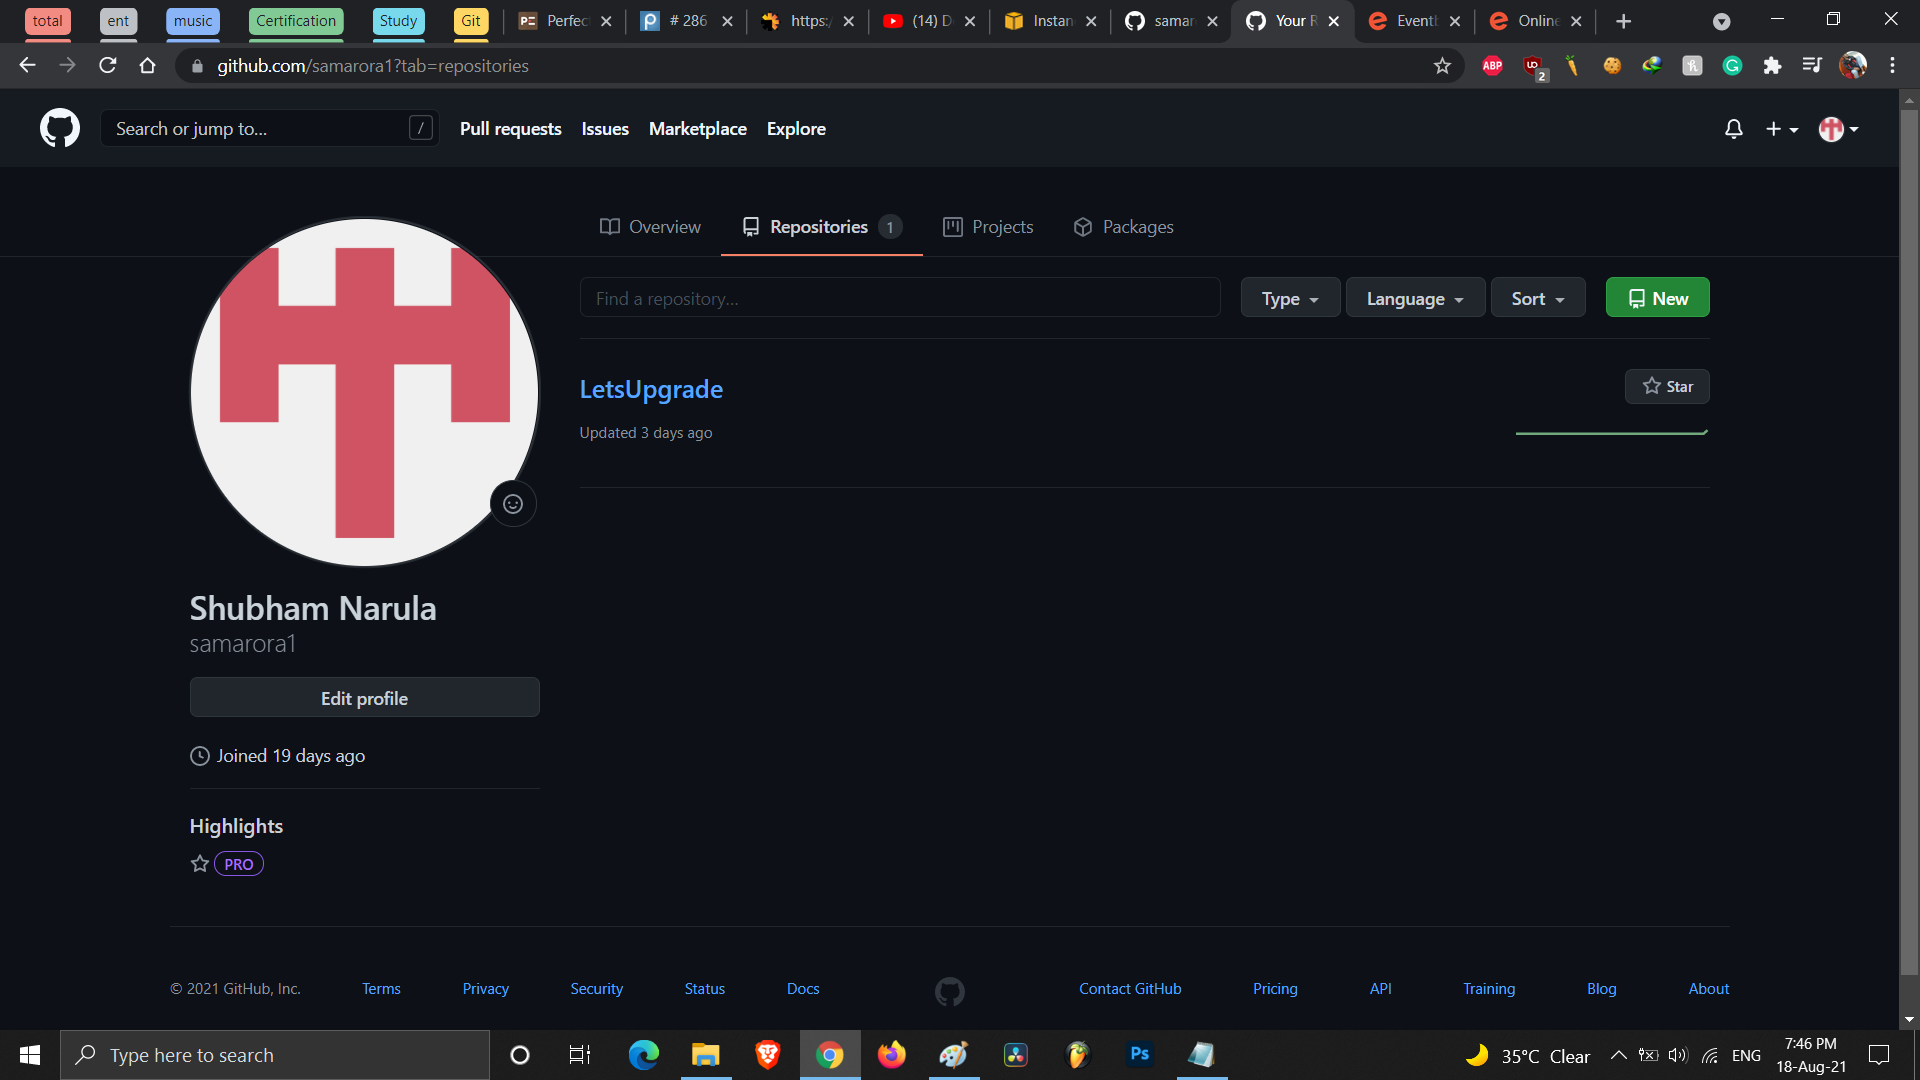 total
ent
music
Certification
Study
Git
Perfec
# 286
https:/
(14) D
Instan
samar
Your R
Event
Online
github.com/samarora1?tab=repositories
ABP
2
Search or jump to...
/
Pull requests
Issues
Marketplace
Explore
Overview
Repositories 1
Projects
Packages
Find a repository...
Type
Language
Sort
New
LetsUpgrade
Star
Updated 3 days ago
Shubham Narula
samarora1
Edit profile
Joined 19 days ago
Highlights
PRO
© 2021 GitHub, Inc.
Terms
Privacy
Security
Status
Docs
Contact GitHub
Pricing
API
Training
Blog
About
Type here to search
Ps
35°C Clear
ENG
7:46 PM
18-Aug-21